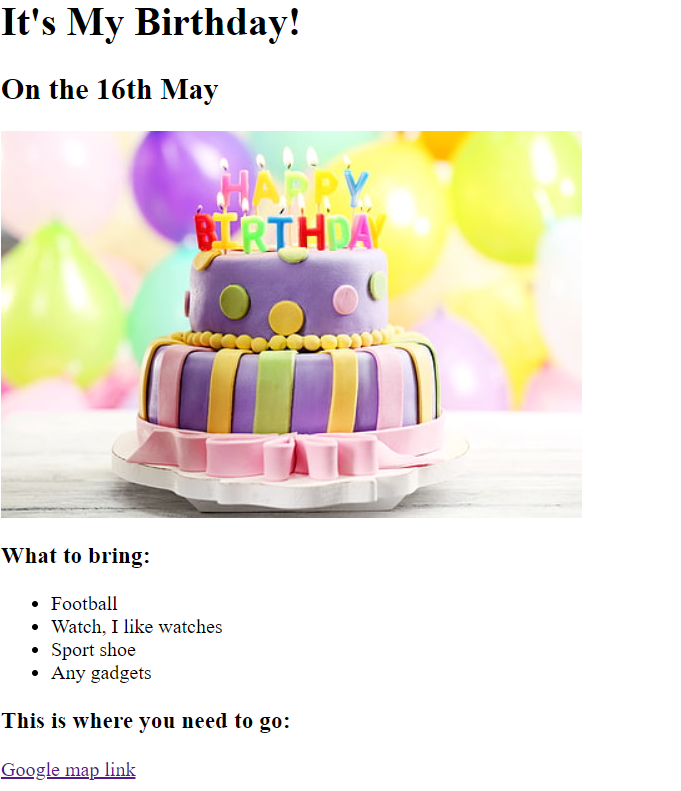 It's My Birthday!
On the 16th May
HAPPY
BIRTHDAY
What to bring:
Football
Watch, I like watches
Sport shoe
Any gadgets
This is where you need to go:
Google map link